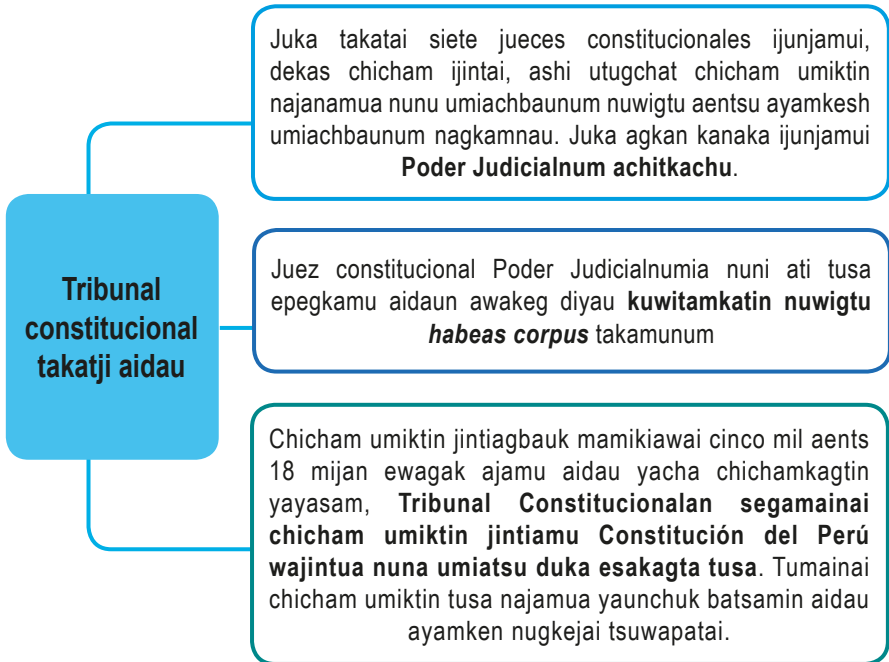 Tribunal
constitucional
takatji aidau
Juka takatai siete jueces constitucionales ijunjamui,
dekas chicham ijintai, ashi utugchat chicham umiktin
najanamua nunu umiachbaunum nuwigtu aentsu ayamkesh
umiachbaunum nagkamnau. Juka agkan kanaka ijunjamui
Poder Judicialnum achitkachu.
Juez constitucional Poder Judicialnumia nuni ati tusa
epegkamu aidaun awakeg diyau kuwitamkatin nuwigtu
habeas corpus takamunum
Chicham umiktin jintiagbauk mamikiawai cinco mil aents
18 mijan ewagak ajamu aidau yacha chichamkagtin
yayasam, Tribunal Constitucionalan segamainai
chicham umiktin jintiamu Constitución del Perú
wajintua nuna umiatsu duka esakagta tusa. Tumainai
chicham umiktin tusa najamua yaunchuk batsamin aidau
ayamken nugkejai tsuwapatai.